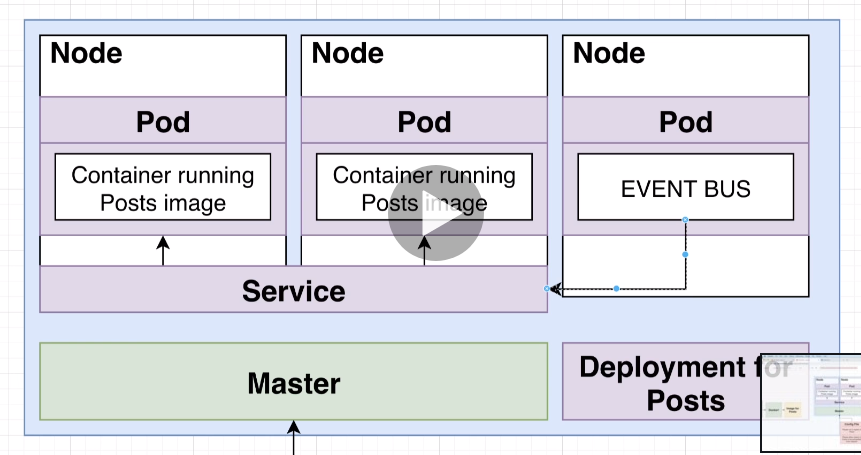 Node
Node
Node
Pod
Pod
Pod
Container running
Posts image
Container running
Posts image
EVENT BUS
Service
Master
Deployment for
Posts